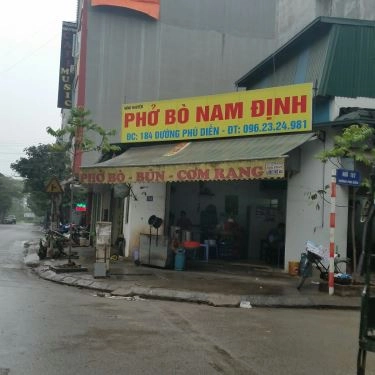 PHỞ BÒ NAM ĐỊNH
ĐC: 184 ĐƯỜNG PHÚ DIỄN - ĐT: 096.23.24.981
PHỞ BÒ - BÚN - CƠM RANG
MUSIC